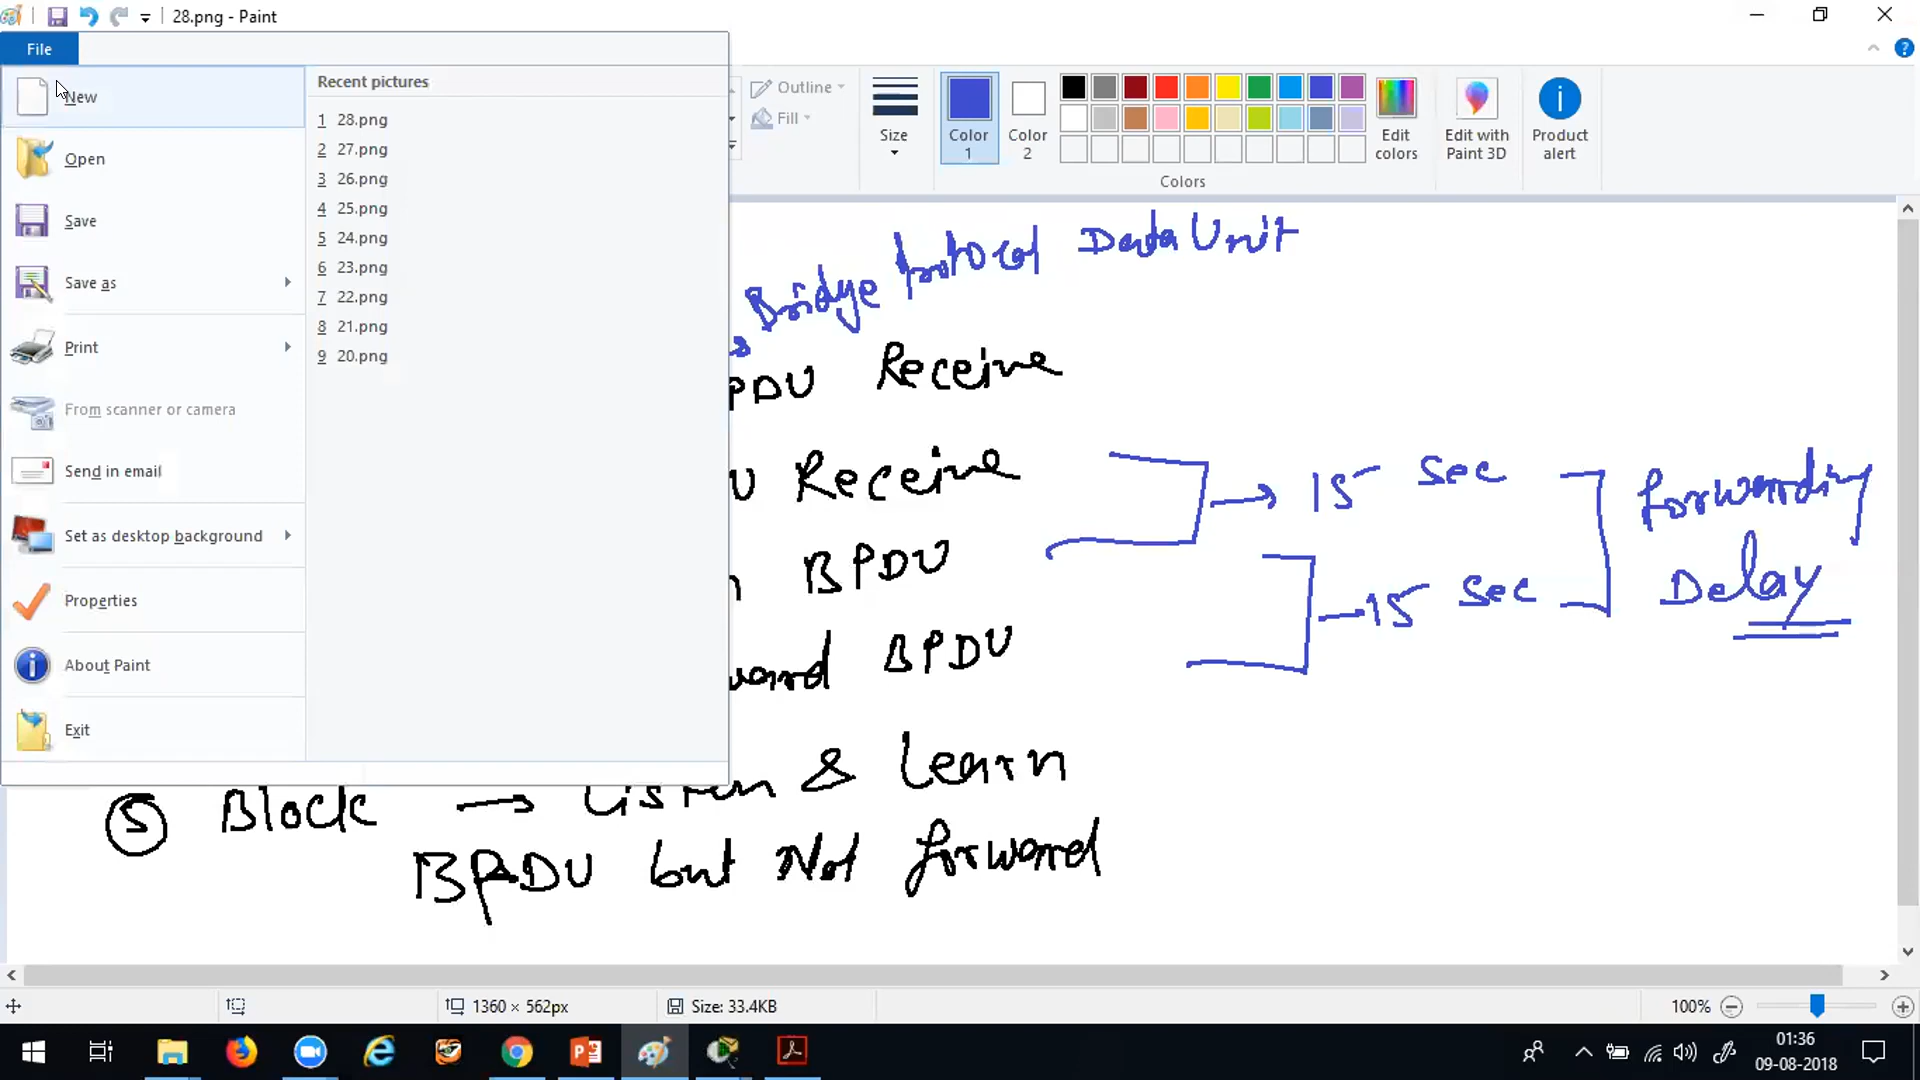 28.png - Paint
File
New
Open
Save
Save as
Print
From scanner or camera
Send in email
Set as desktop background
Properties
About Paint
Exit
Recent pictures
1 28.png
2 27.png
3 26.png
4 25.png
5 24.png
6 23.png
7 22.png
8 21.png
9 20.png
Outline
Fill
Size
Color 1
Color 2
Edit colors
Edit with Paint 3D
Product alert
Colors
Bridge Protocol Data Unit
PDU Receive
U Receive
15 Sec
n BPDU
15 Sec
Forwarding
Delay
ward BPDU
⑤ Block → Listen & Learn
BPDU but Not forward
1360 × 562px
Size: 33.4KB
100%
01:36
09-08-2018